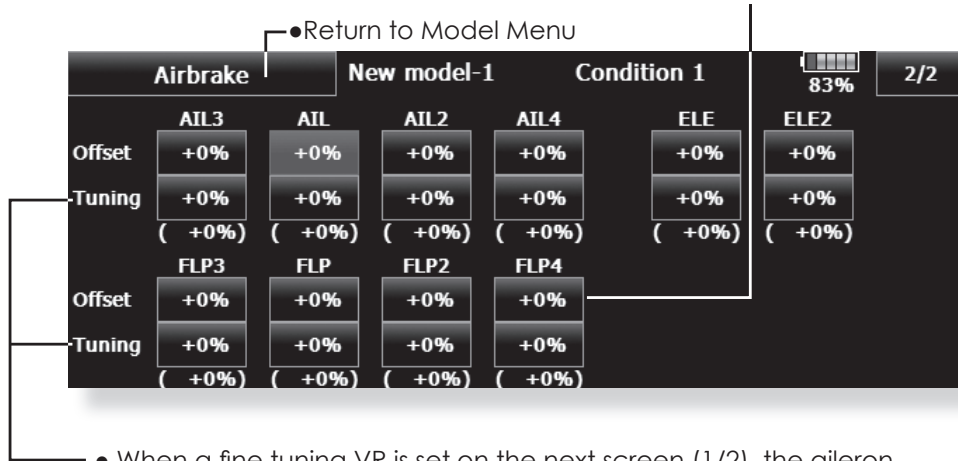 ●Return to Model Menu
Airbrake New model-1 Condition 1 83% 2/2
AIL3 AIL AIL2 AIL4 ELE ELE2
Offset +0% +0% +0% +0% +0% +0%
Tuning +0% +0% +0% +0% +0% +0%
( +0%) ( +0%) ( +0%) ( +0%) ( +0%) ( +0%)
FLP3 FLP FLP2 FLP4
Offset +0% +0% +0% +0%
Tuning +0% +0% +0% +0%
( +0%) ( +0%) ( +0%) ( +0%)
● When a fine tuning VR is set on the next screen (1/2), the aileron